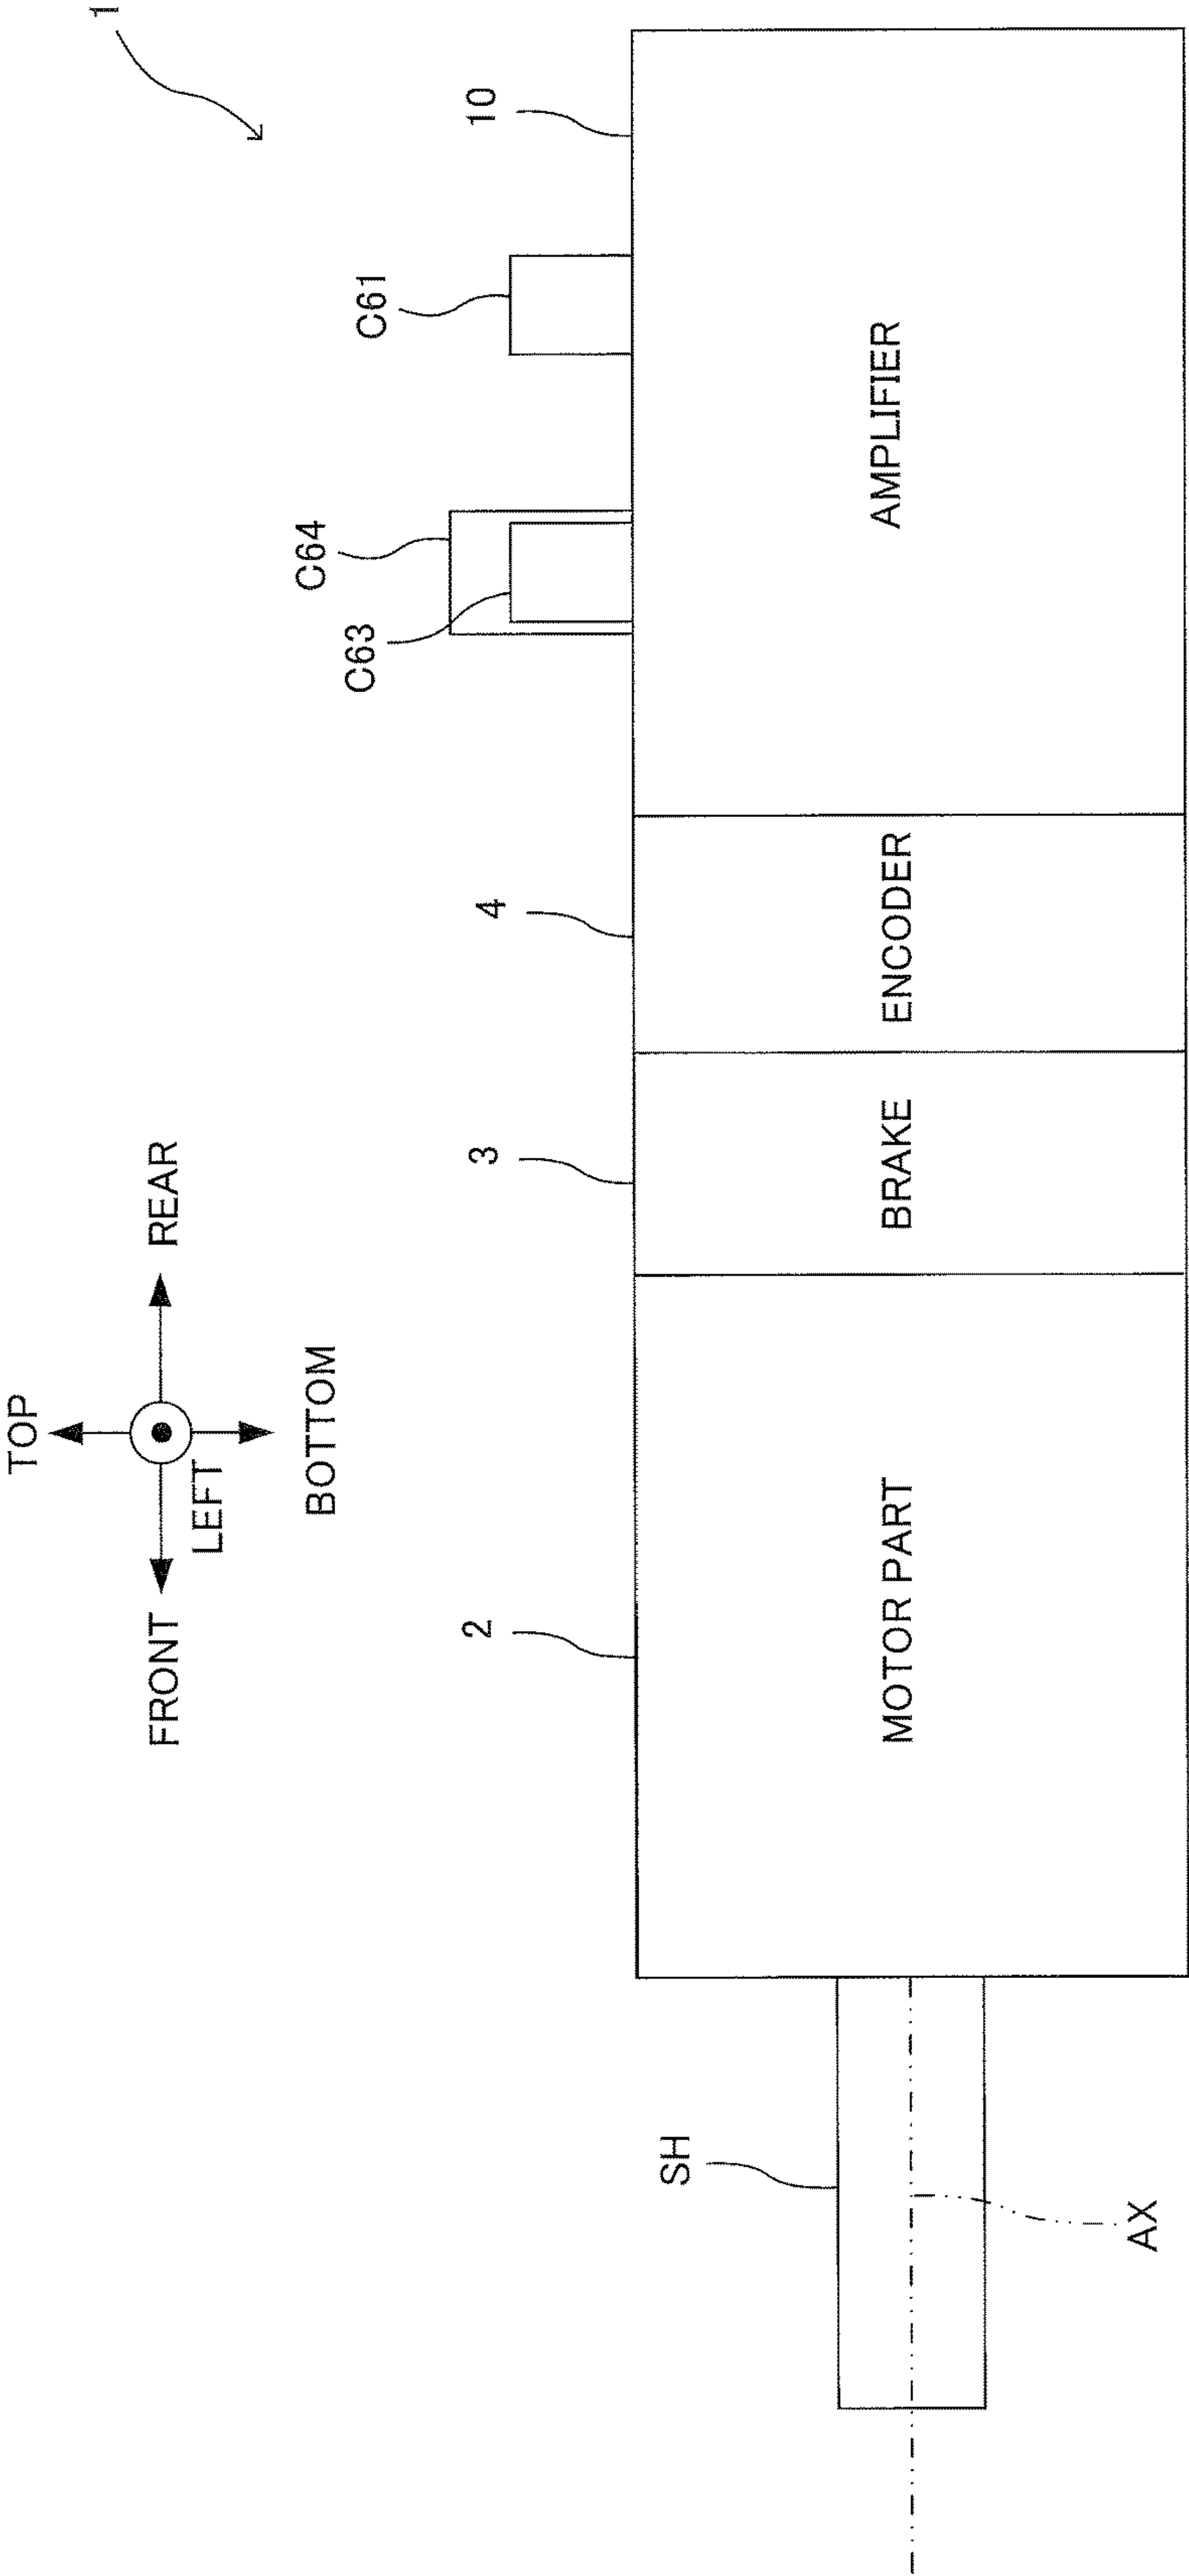 1
TOP
FRONT
REAR
LEFT
BOTTOM
C64
C61
C63
SH
2
3
4
10
MOTOR PART
BRAKE
ENCODER
AMPLIFIER
AX